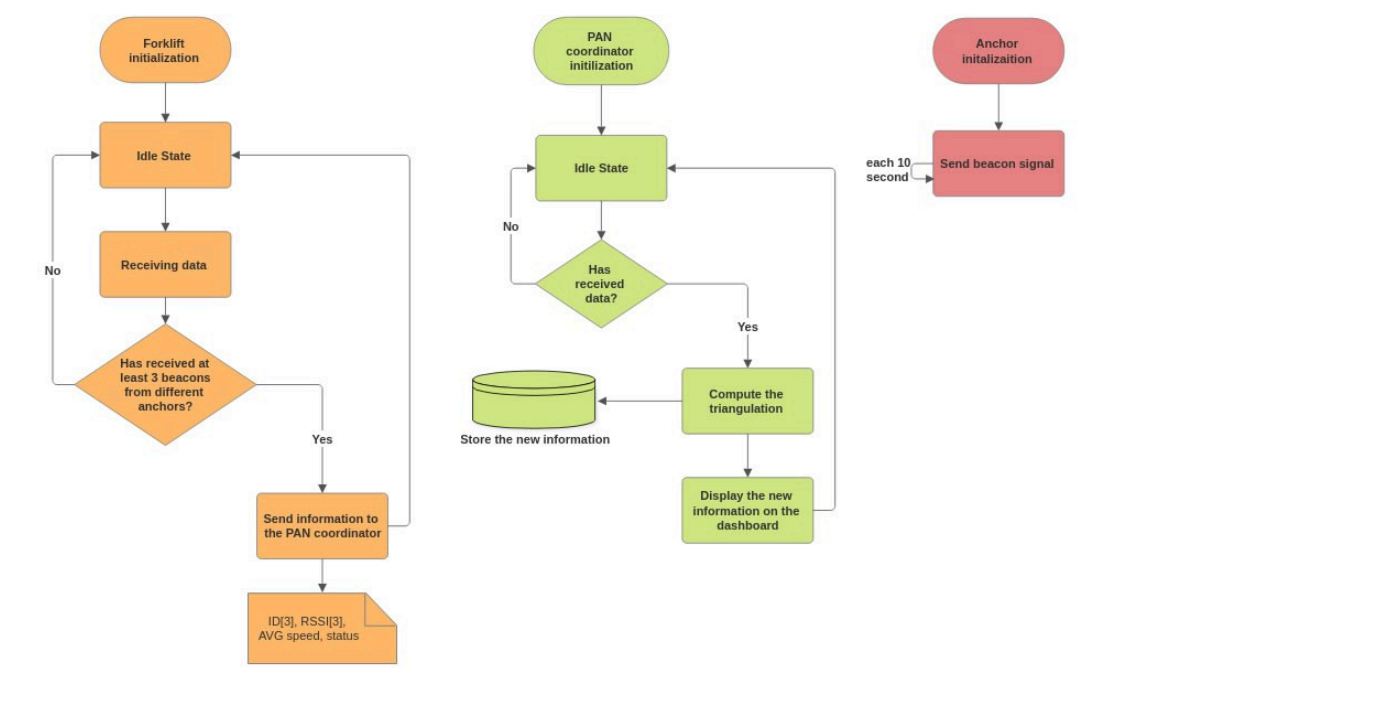 Forklift
initialization
Idle State
Receiving data
No
Has received at
least 3 beacons
from different
anchors?
Yes
Send information to
the PAN coordinator
ID[3], RSSI[3],
AVG speed, status
PAN
coordinator
initilization
Idle State
No
Has
received
data?
Yes
Compute the
triangulation
Store the new information
Display the new
information on the
dashboard
Anchor
initalizaition
each 10
second
Send beacon signal